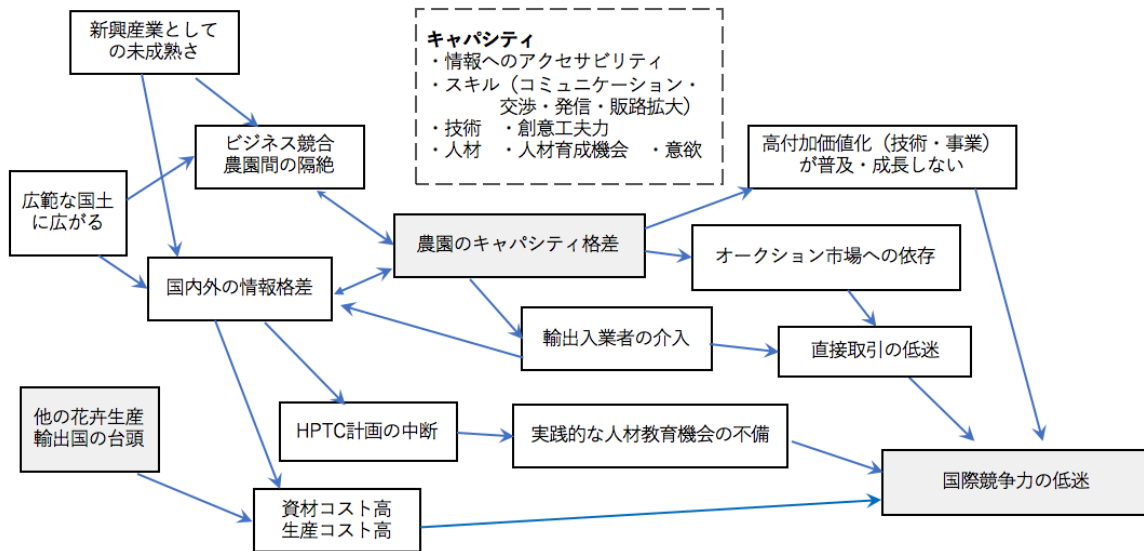 新興産業として
の未成熟さ
キャパシティ
・情報へのアクセサビリティ
・スキル（コミュニケーション・
交渉・発信・販路拡大）
・技術　・創意工夫力
・人材　・人材育成機会　・意欲
ビジネス競合
農園間の隔絶
高付加価値化（技術・事業）
が普及・成長しない
広範な国土
に広がる
農園のキャパシティ格差
オークション市場への依存
国内外の情報格差
輸出入業者の介入
直接取引の低迷
他の花卉生産
輸出国の台頭
HPTC計画の中断
実践的な人材教育機会の不備
国際競争力の低迷
資材コスト高
生産コスト高